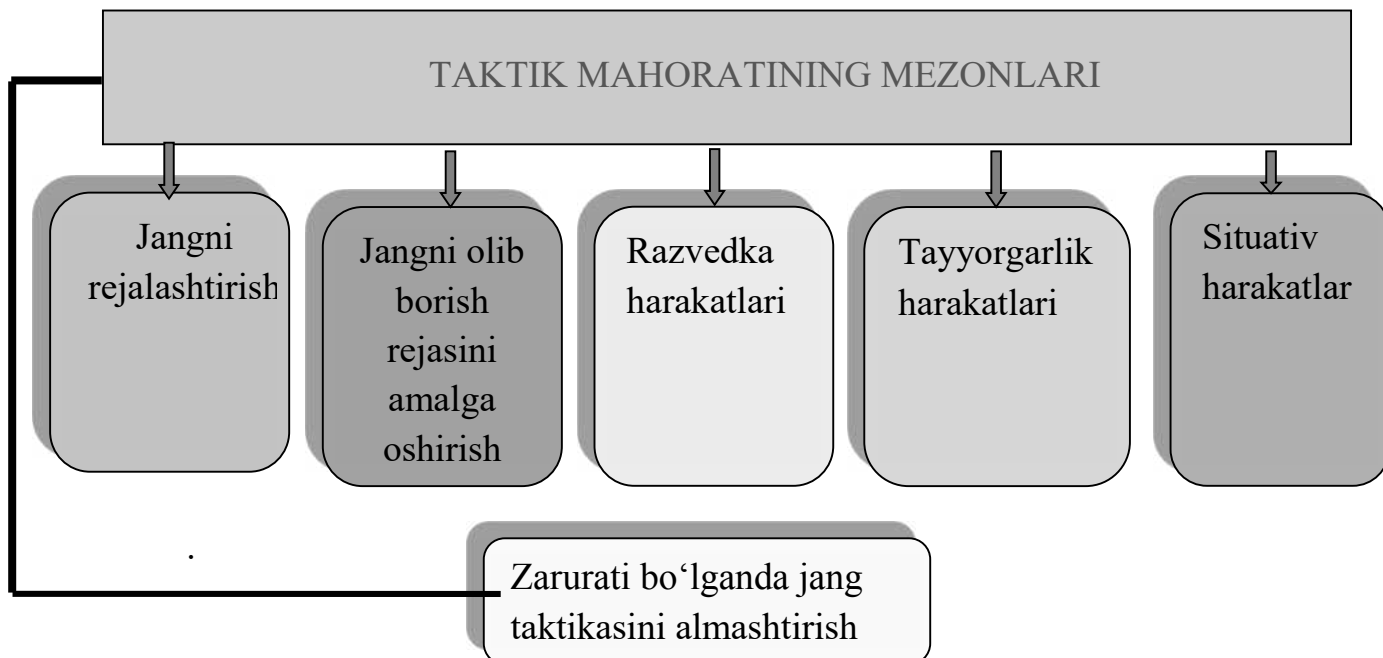 TAKTIK MAHORATINING MEZONLARI
Jangni
rejalashtirish
Jangni olib
borish
rejasini
amalga
oshirish
Razvedka
harakatlari
Tayyorgarlik
harakatlari
Situativ
harakatlar
.
Zarurati bo‘lganda jang
taktikasini almashtirish